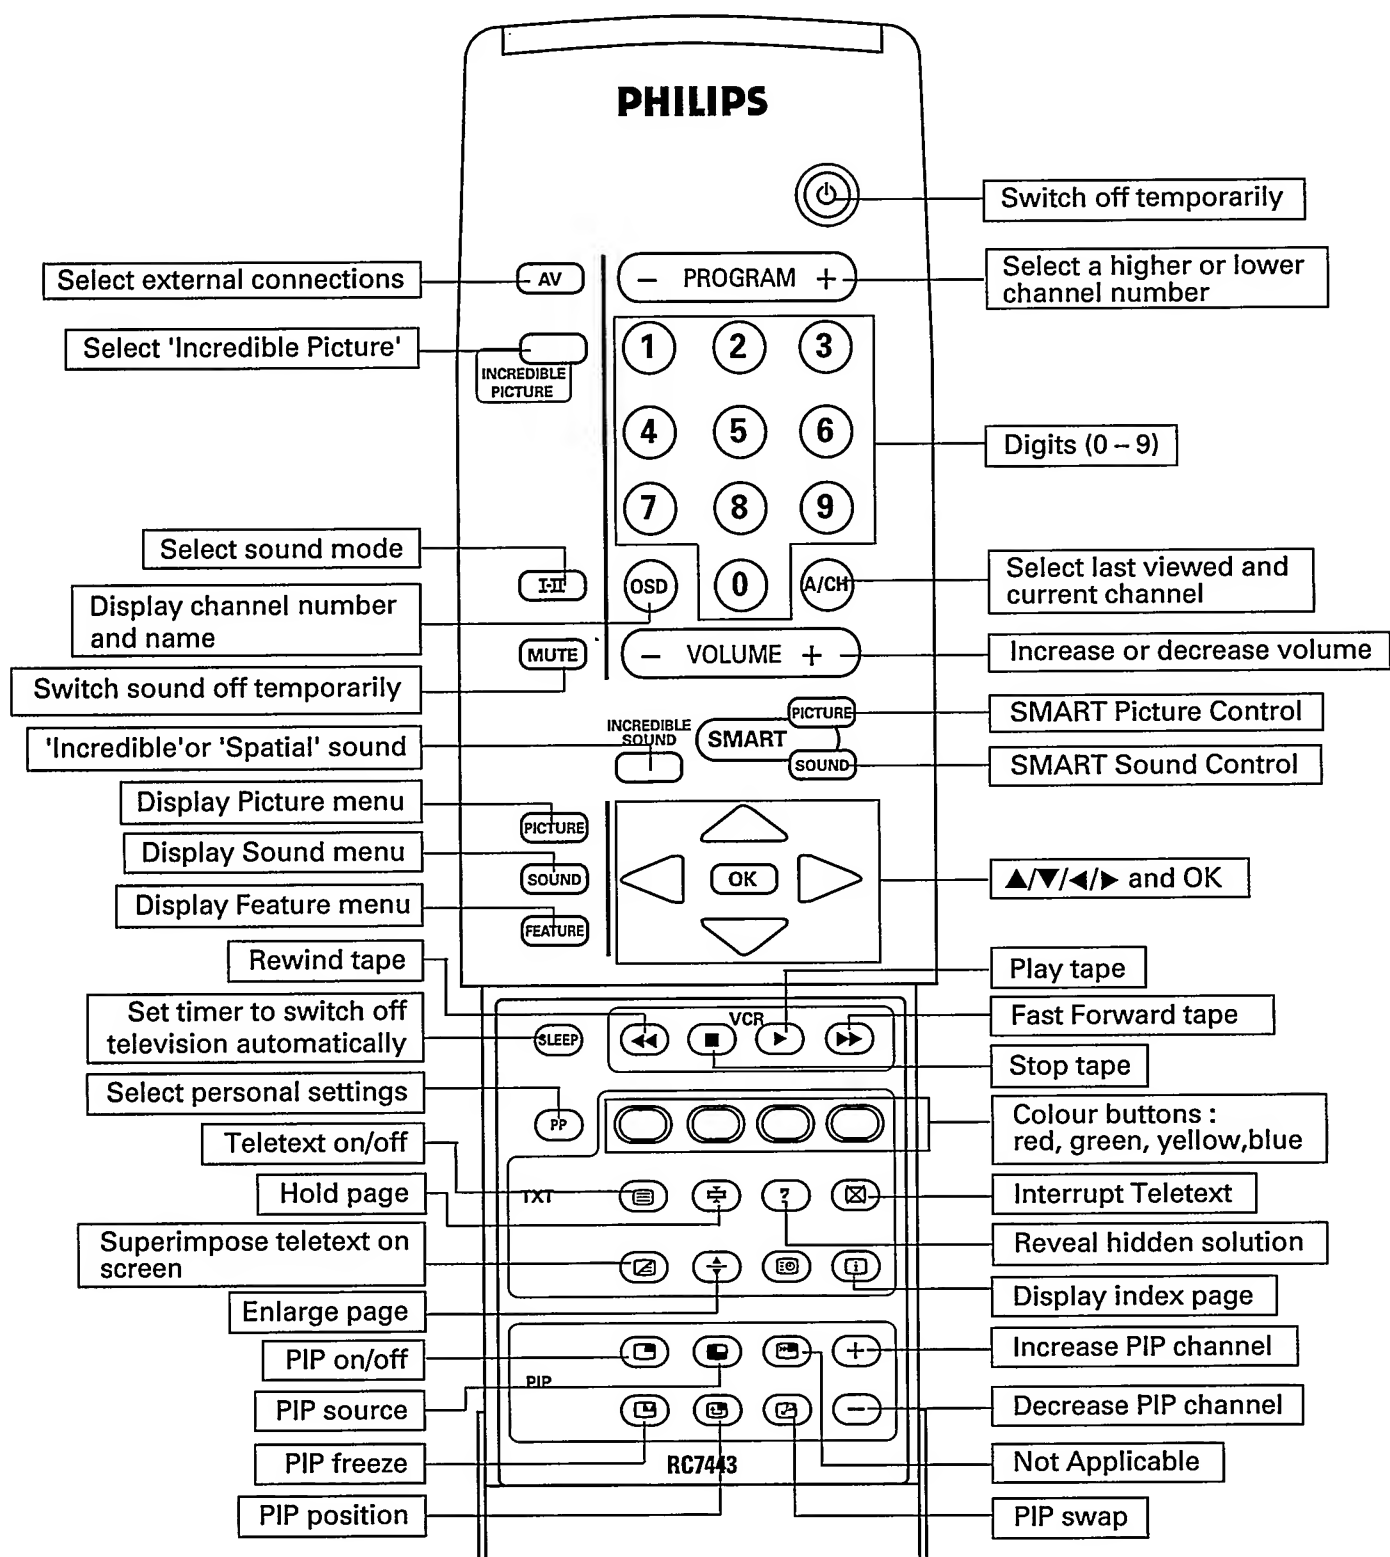 PHILIPS
Switch off temporarily
Select external connections
AV
− PROGRAM +
Select a higher or lower
channel number
Select 'Incredible Picture'
INCREDIBLE
PICTURE
1 2 3
4 5 6
Digits (0 – 9)
7 8 9
Select sound mode
I-II
OSD
0
A/CH
Select last viewed and
current channel
Display channel number
and name
MUTE
− VOLUME +
Increase or decrease volume
Switch sound off temporarily
'Incredible'or 'Spatial' sound
INCREDIBLE
SOUND
SMART
PICTURE
SOUND
SMART Picture Control
SMART Sound Control
Display Picture menu
PICTURE
Display Sound menu
SOUND
OK
▲/▼/◀/▶ and OK
Display Feature menu
FEATURE
Rewind tape
Play tape
Set timer to switch off
television automatically
SLEEP
VCR
Fast Forward tape
Stop tape
Select personal settings
PP
Colour buttons :
red, green, yellow,blue
Teletext on/off
TXT
?
Hold page
Interrupt Teletext
Superimpose teletext on
screen
Reveal hidden solution
i
Enlarge page
Display index page
PIP on/off
+
Increase PIP channel
PIP
PIP source
−
Decrease PIP channel
PIP freeze
RC7443
Not Applicable
PIP position
PIP swap